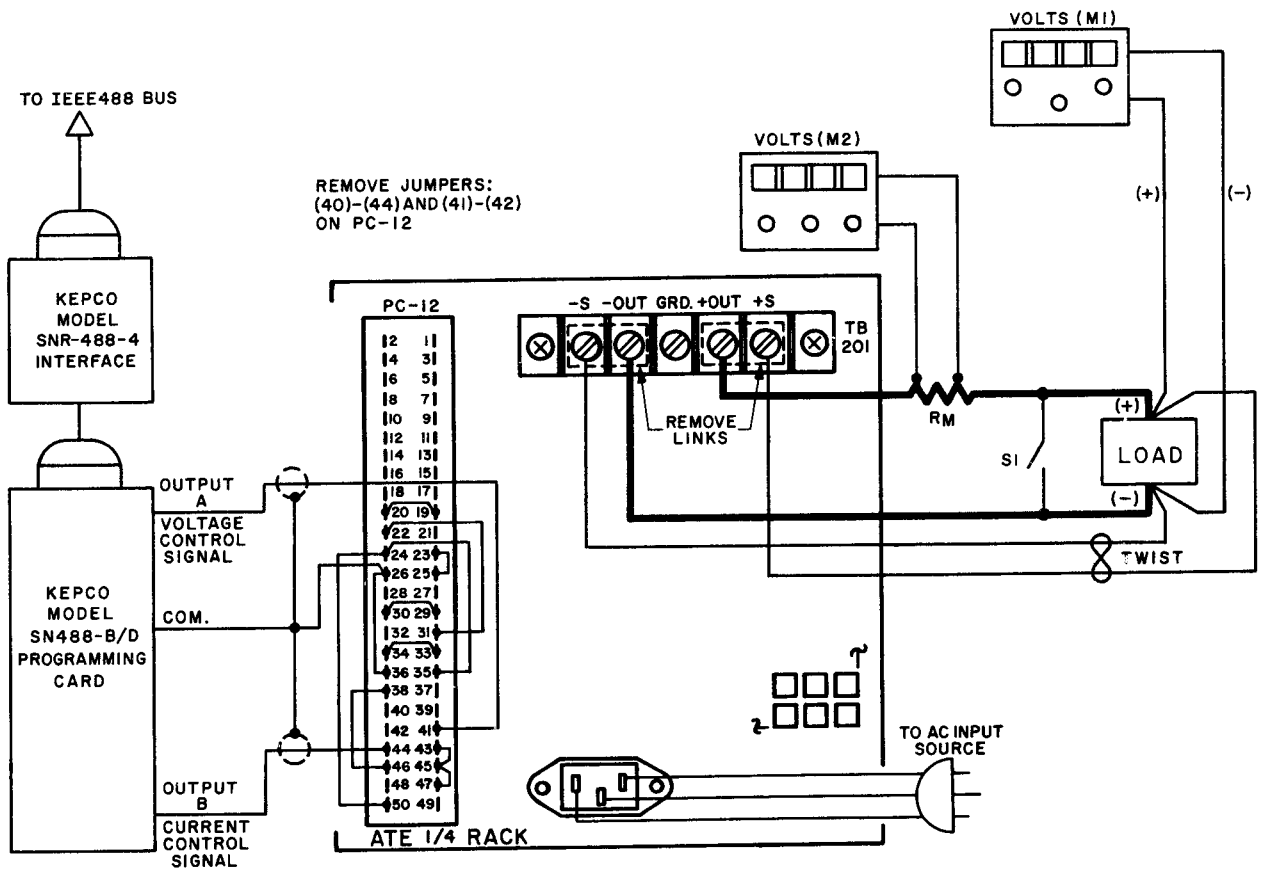 VOLTS (M1)
TO IEEE488 BUS
VOLTS (M2)
REMOVE JUMPERS:
(40)-(44) AND (41)-(42)
ON PC-12
(+)
(-)
KEPCO
MODEL
SNR-488-4
INTERFACE
PC-12
-S -OUT GRD. +OUT +S
TB
201
2 1
4 3
6 5
8 7
10 9
12 11
14 13
16 15
18 17
20 19
22 21
24 23
26 25
28 27
30 29
32 31
34 33
36 35
38 37
40 39
42 41
44 43
46 45
48 47
50 49
REMOVE
LINKS
RM
S1
(+)
LOAD
(-)
TWIST
OUTPUT
A
VOLTAGE
CONTROL
SIGNAL
KEPCO
MODEL
SN488-B/D
PROGRAMMING
CARD
COM.
OUTPUT
B
CURRENT
CONTROL
SIGNAL
TO AC INPUT
SOURCE
ATE 1/4 RACK